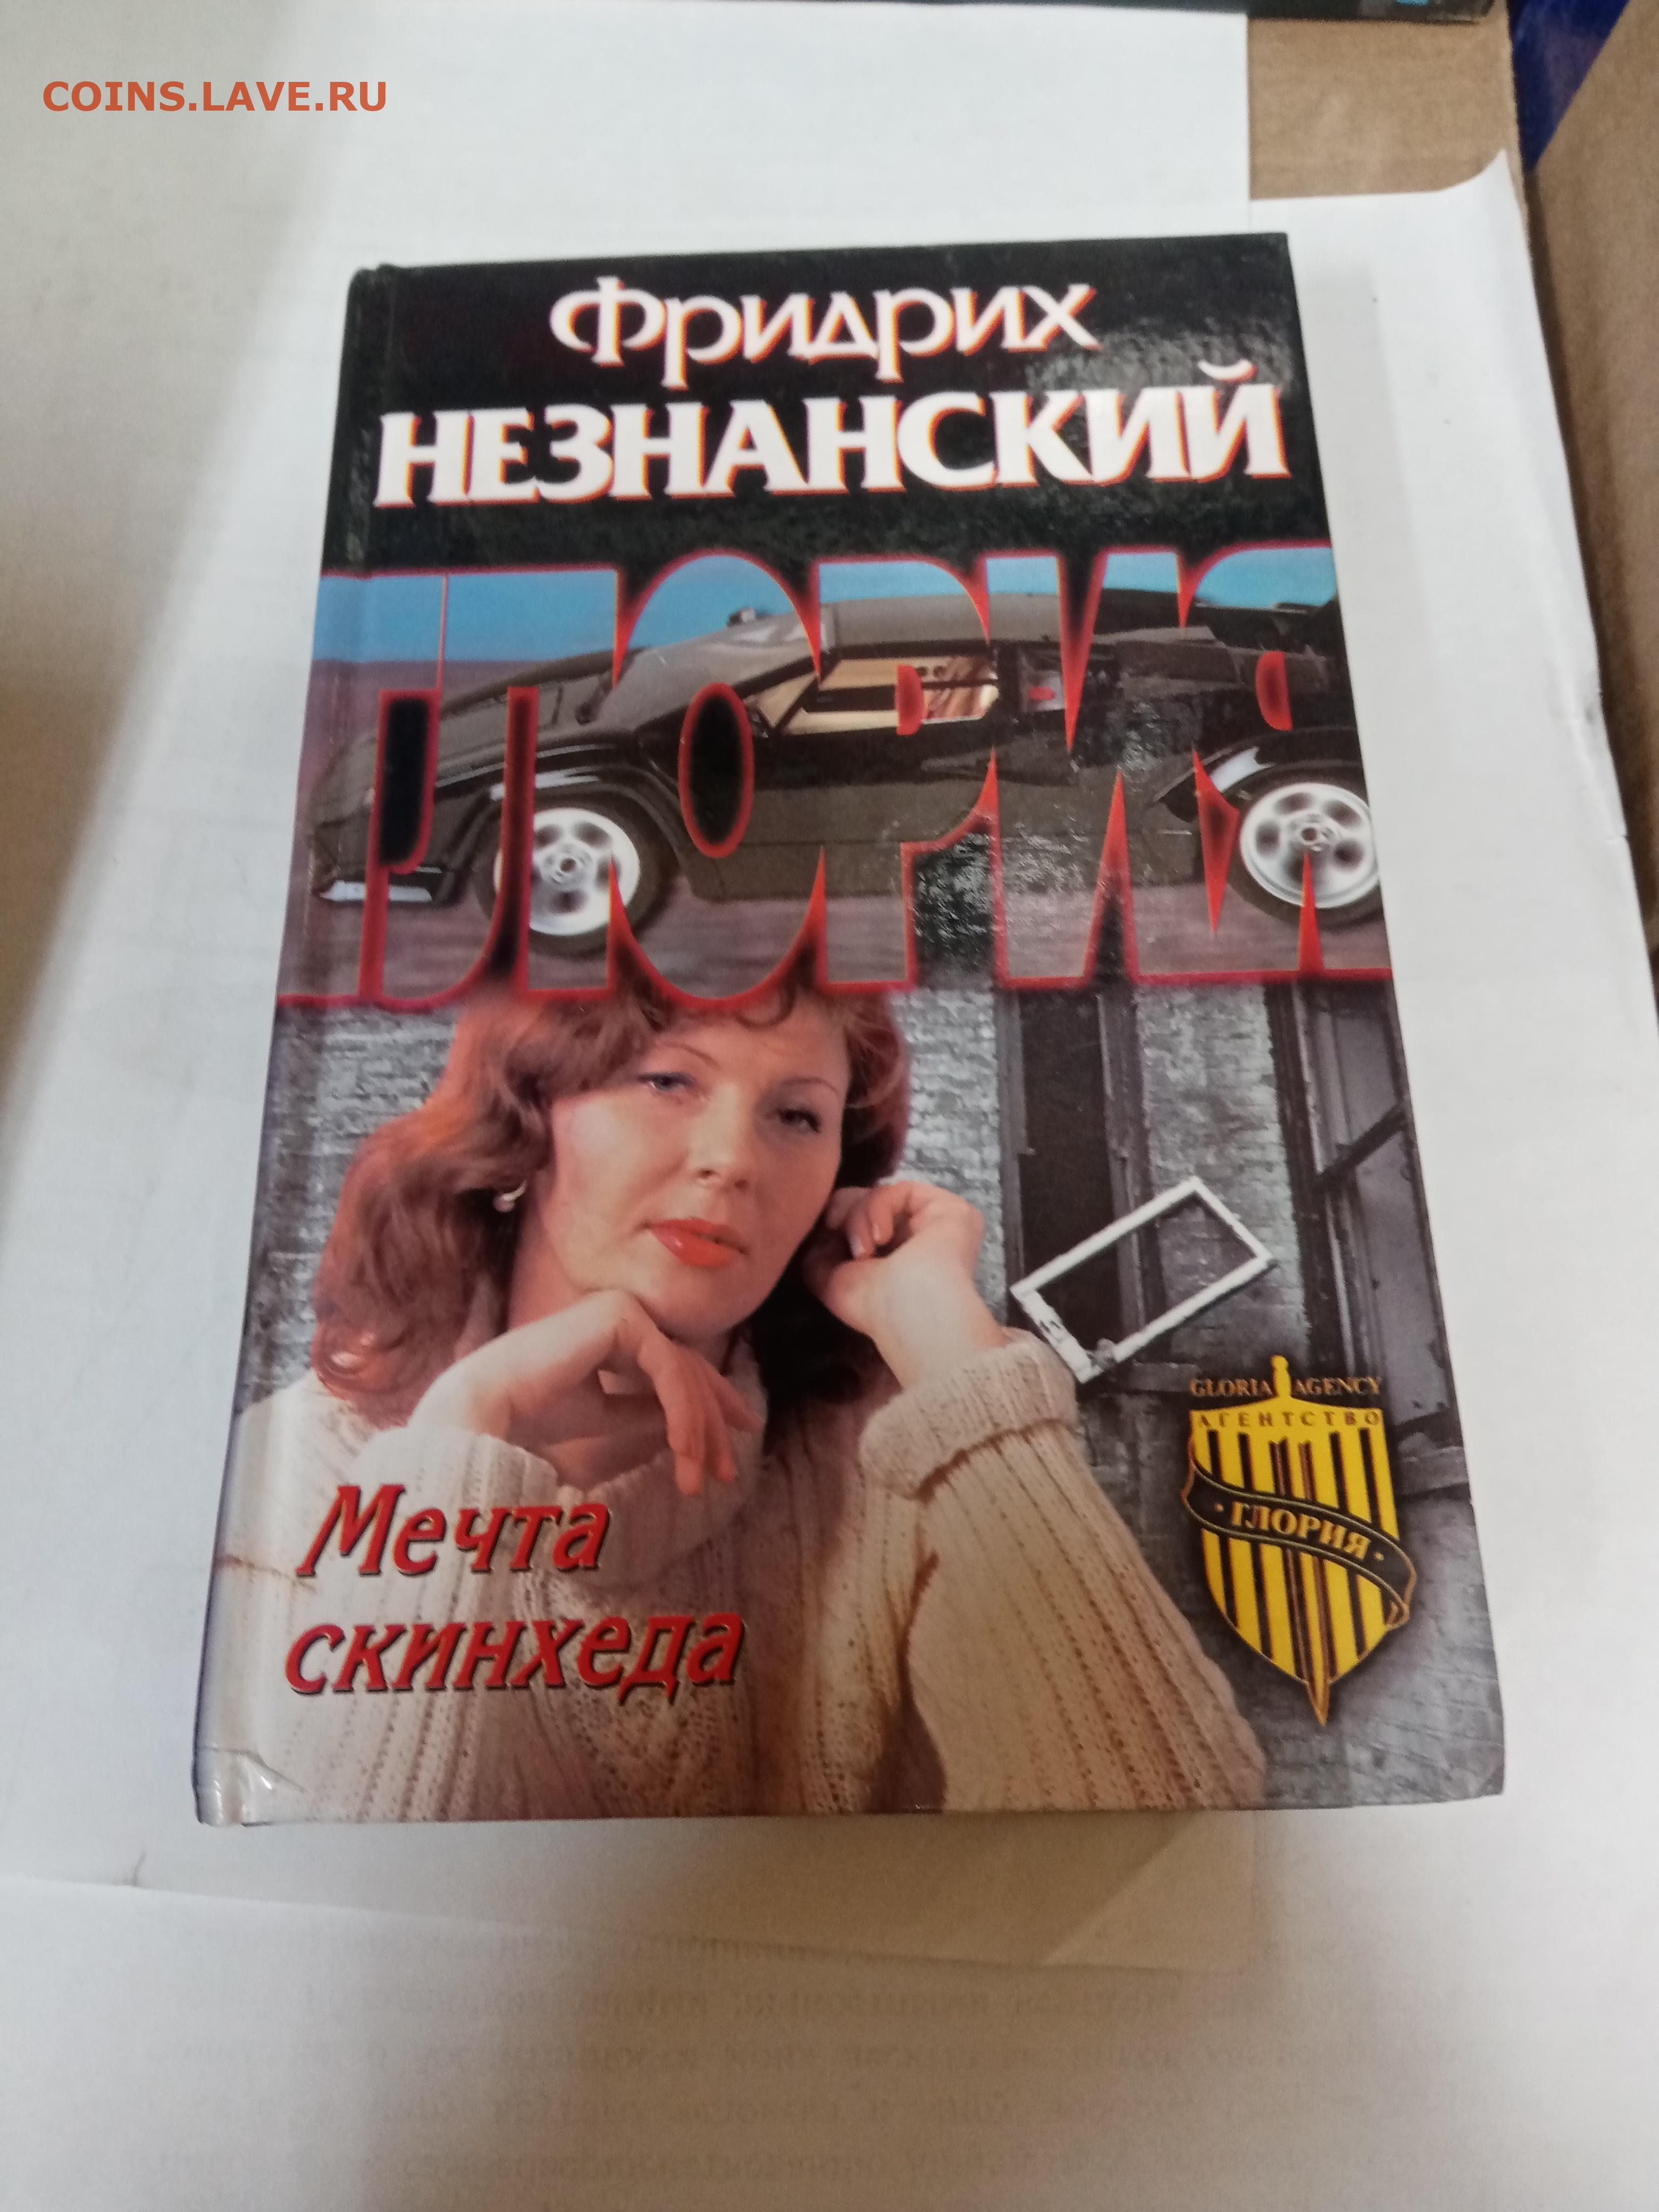 COINS.LAVE.RU
Фридрих
НЕЗНАНСКИЙ
ГЛОРИЯ
Мечта
скинхеда
GLORIA AGENCY
АГЕНТСТВО
· ГЛОРИЯ ·